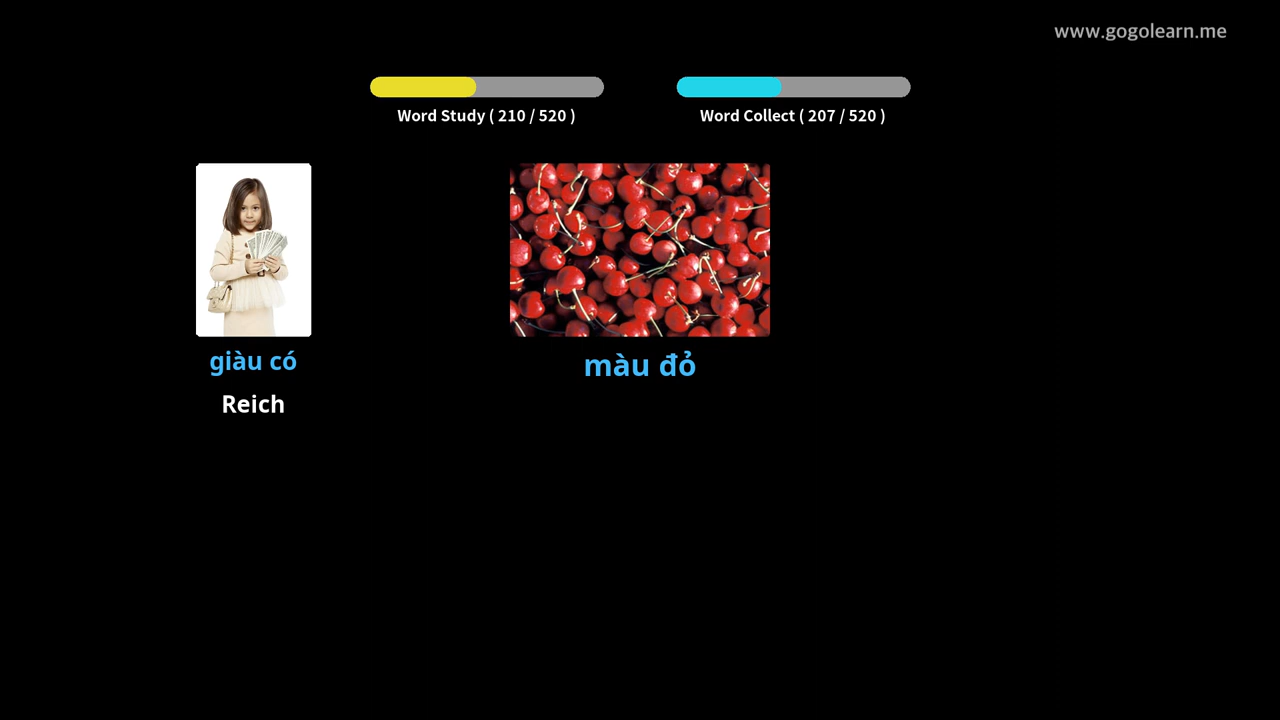 www.gogolearn.me
Word Study ( 210 / 520 )
Word Collect ( 207 / 520 )
giàu có
Reich
màu đỏ